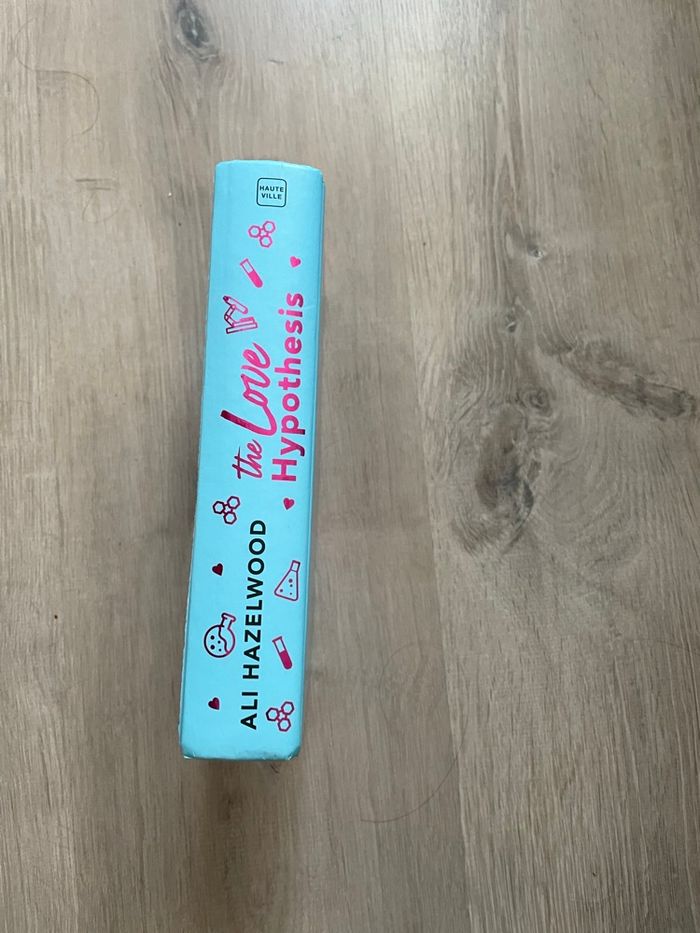 ALI HAZELWOOD
the Love
Hypothesis
HAUTE
VILLE